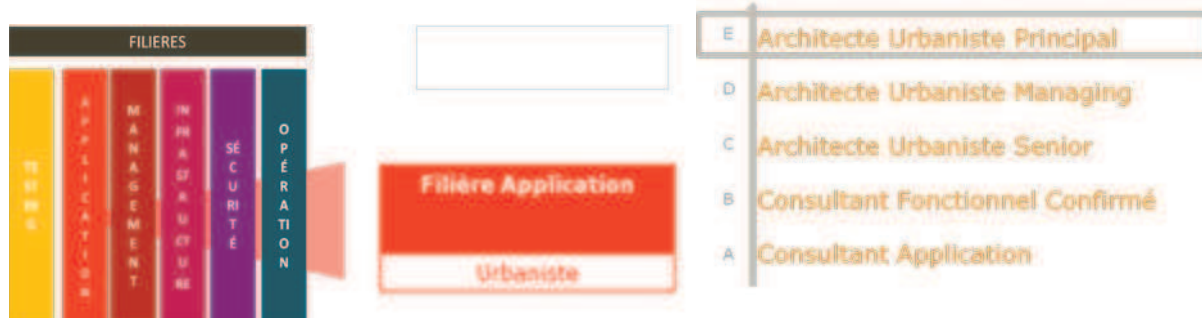 FILIERES
TESTING
APPLICATION
MANAGEMENT
INFRASTRUCTURE
SÉCURITÉ
OPÉRATION
Filière Application
Urbaniste
E Architecte Urbaniste Principal
D Architecte Urbaniste Managing
C Architecte Urbaniste Senior
B Consultant Fonctionnel Confirmé
A Consultant Application